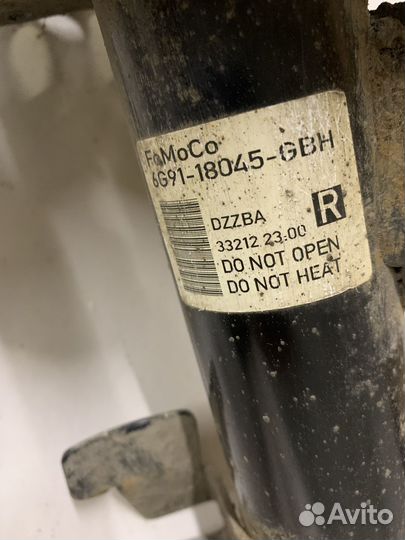 FoMoCo
6G91-18045-GBH
DZZBA
R
33212 23:00
DO NOT OPEN
DO NOT HEAT
Avito